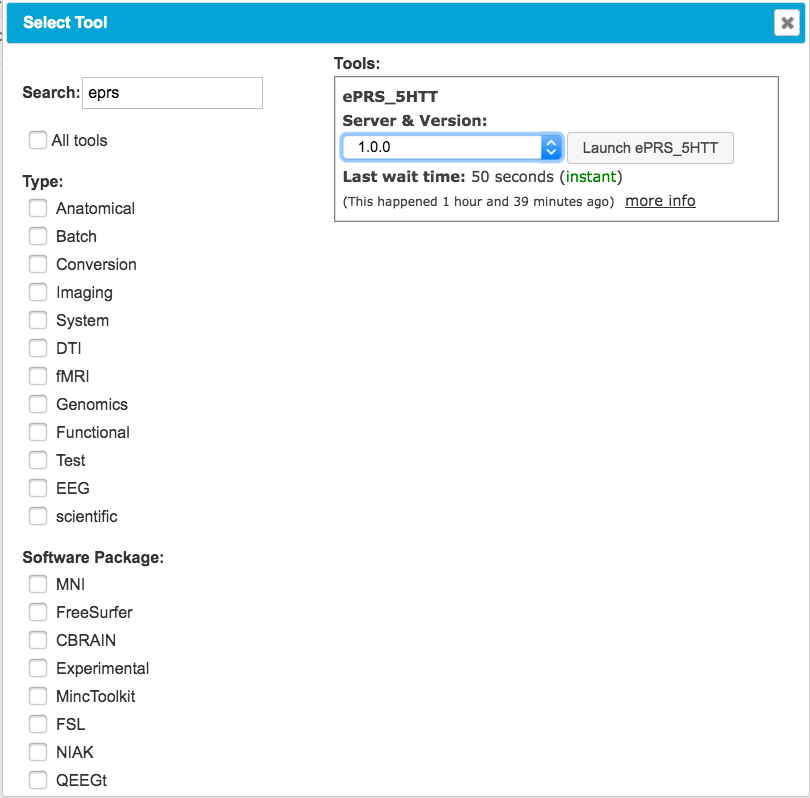 Select Tool
Search: eprs
All tools
Type:
Anatomical
Batch
Conversion
Imaging
System
DTI
fMRI
Genomics
Functional
Test
EEG
scientific
Software Package:
MNI
FreeSurfer
CBRAIN
Experimental
MincToolkit
FSL
NIAK
QEEGt
Tools:
ePRS_5HTT
Server & Version:
1.0.0 Launch ePRS_5HTT
Last wait time: 50 seconds (instant)
(This happened 1 hour and 39 minutes ago) more info